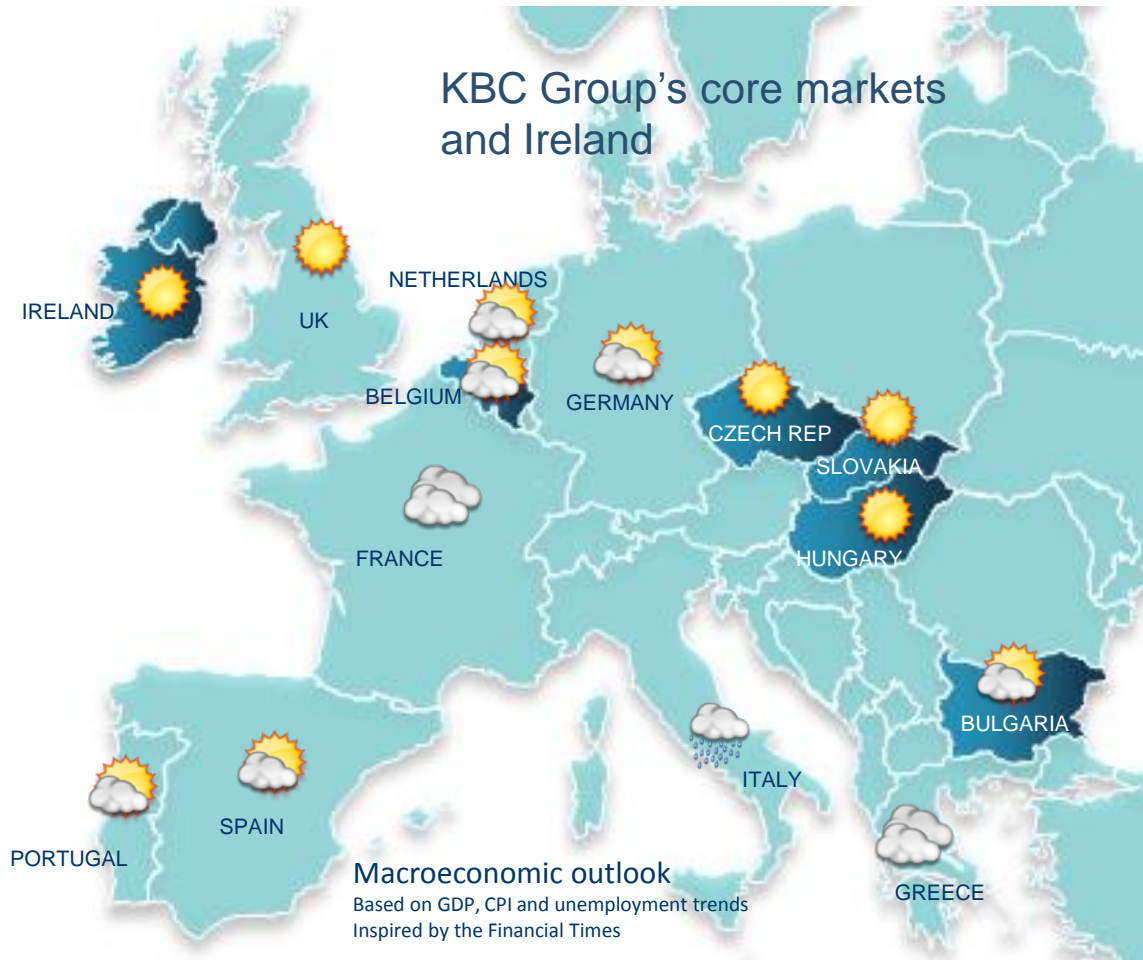 KBC Group's core markets
and Ireland
NETHERLANDS
IRELAND
UK
BELGIUM
GERMANY
CZECH REP
SLOVAKIA
FRANCE
HUNGARY
BULGARIA
ITALY
SPAIN
PORTUGAL
GREECE
Macroeconomic outlook
Based on GDP, CPI and unemployment trends
Inspired by the Financial Times